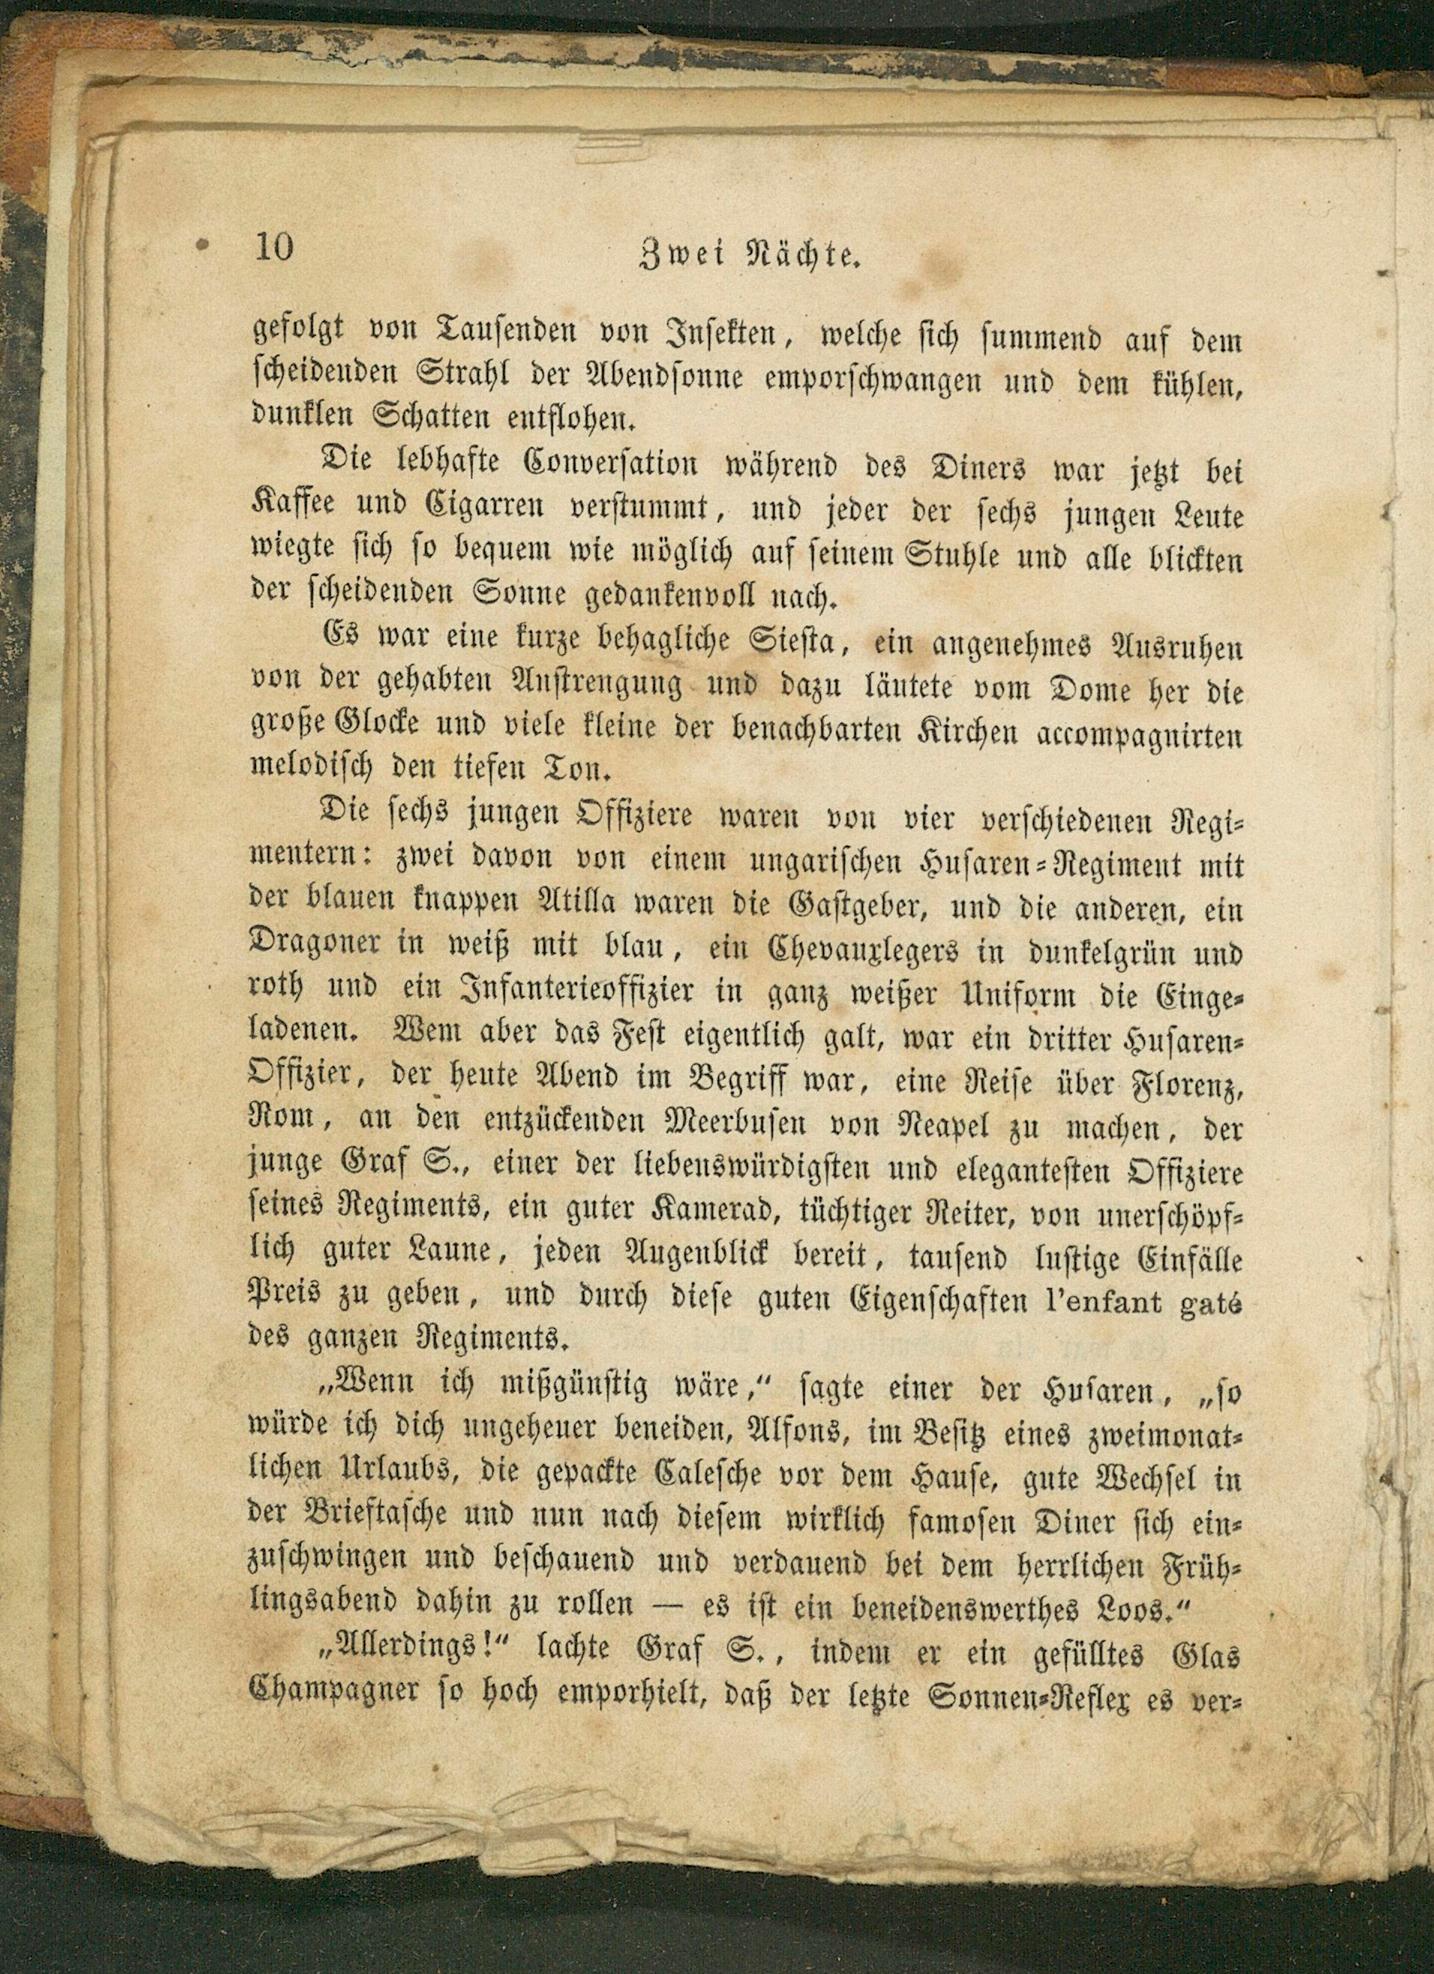 10
Zwei Nächte.
gefolgt von Tausenden von Insekten, welche sich summend auf dem
scheidenden Strahl der Abendsonne emporschwangen und dem kühlen,
dunklen Schatten entflohen.
Die lebhafte Conversation während des Diners war jetzt bei
Kaffee und Cigarren verstummt, und jeder der sechs jungen Leute
wiegte sich so bequem wie möglich auf seinem Stuhle und alle blickten
der scheidenden Sonne gedankenvoll nach.
Es war eine kurze behagliche Siesta, ein angenehmes Ausruhen
von der gehabten Anstrengung und dazu läutete vom Dome her die
große Glocke und viele kleine der benachbarten Kirchen accompagnirten
melodisch den tiefen Ton.
Die sechs jungen Offiziere waren von vier verschiedenen Regi-
mentern: zwei davon von einem ungarischen Husaren-Regiment mit
der blauen knappen Atilla waren die Gastgeber, und die anderen, ein
Dragoner in weiß mit blau, ein Chevauxlegers in dunkelgrün und
roth und ein Infanterieoffizier in ganz weißer Uniform die Einge-
ladenen. Wem aber das Fest eigentlich galt, war ein dritter Husaren-
Offizier, der heute Abend im Begriff war, eine Reise über Florenz,
Rom, an den entzückenden Meerbusen von Neapel zu machen, der
junge Graf S., einer der liebenswürdigsten und elegantesten Offiziere
seines Regiments, ein guter Kamerad, tüchtiger Reiter, von unerschöpf-
lich guter Laune, jeden Augenblick bereit, tausend lustige Einfälle
Preis zu geben, und durch diese guten Eigenschaften l'enfant gaté
des ganzen Regiments.
„Wenn ich mißgünstig wäre,“ sagte einer der Husaren, „so
würde ich dich ungeheuer beneiden, Alfons, im Besitz eines zweimonat-
lichen Urlaubs, die gepackte Calesche vor dem Hause, gute Wechsel in
der Brieftasche und nun nach diesem wirklich famosen Diner sich ein-
zuschwingen und beschauend und verdauend bei dem herrlichen Früh-
lingsabend dahin zu rollen — es ist ein beneidenswerthes Loos.“
„Allerdings!“ lachte Graf S., indem er ein gefülltes Glas
Champagner so hoch emporhielt, daß der letzte Sonnen-Reflex es ver-